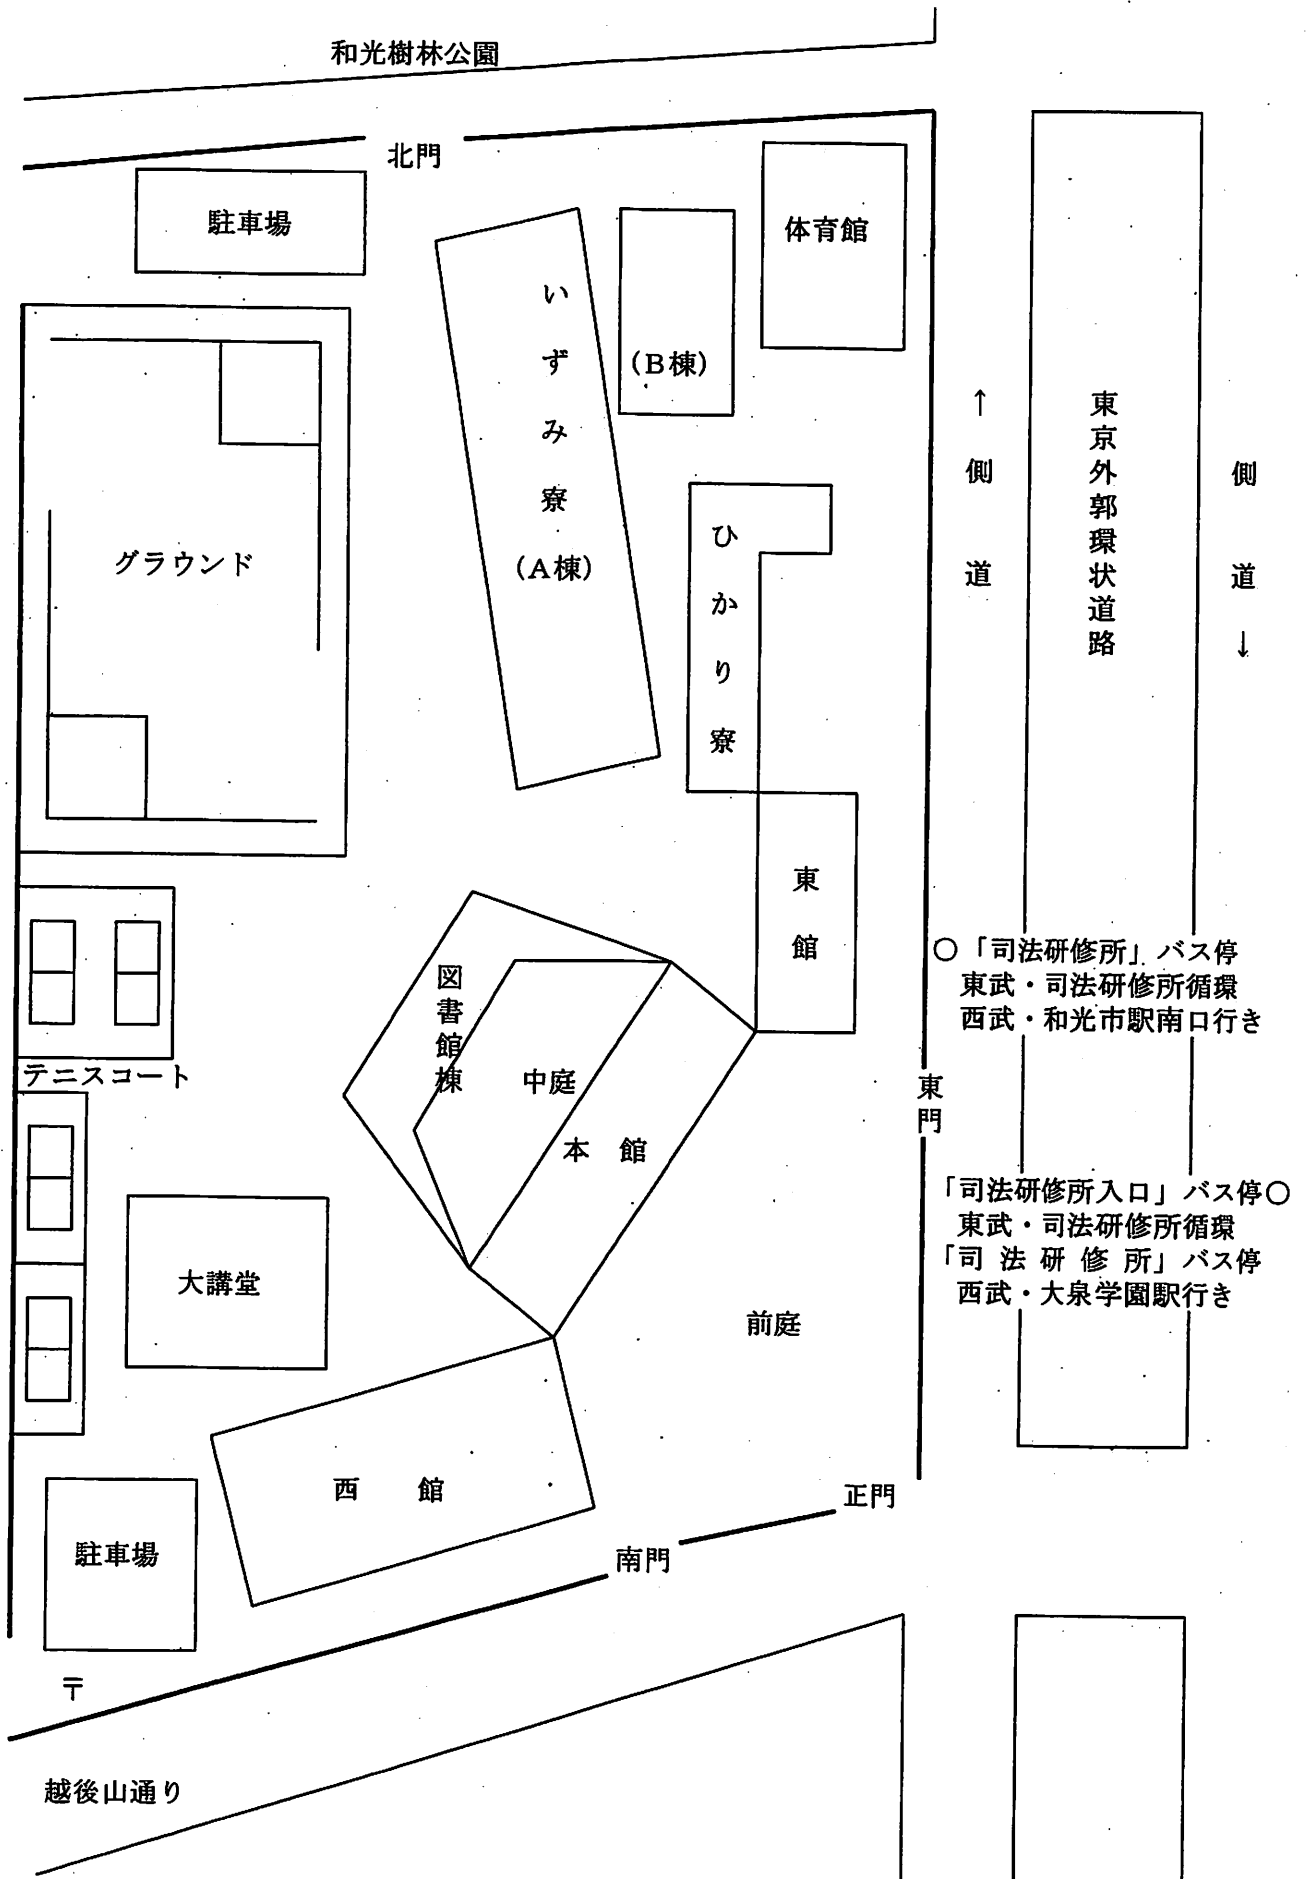 和光樹林公園
北門
駐車場
体育館
いずみ寮
(A棟)
(B棟)
ひかり寮
グラウンド
↑側道
東京外郭環状道路
側道↓
東館
○「司法研修所」バス停
東武・司法研修所循環
西武・和光市駅南口行き
図書館棟
中庭
本館
テニスコート
東門
「司法研修所入口」バス停○
東武・司法研修所循環
「司法研修所」バス停
西武・大泉学園駅行き
大講堂
前庭
西館
正門
南門
駐車場
〒
越後山通り